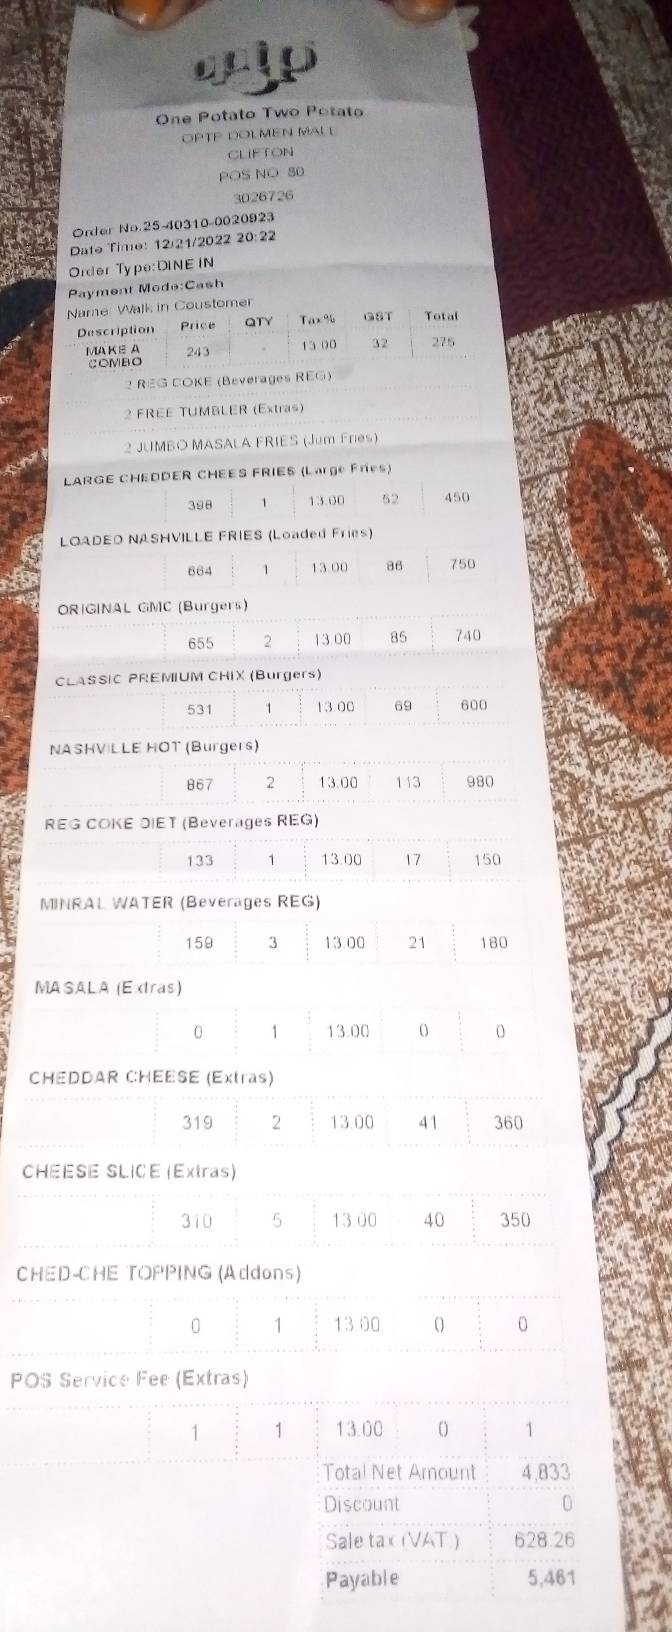 optp
One Potato Two Potato
OPTP DOLMEN MALL
CLIFTON
POS NO 80
3026726
Order No.25-40310-0020923
Date Time: 12/21/2022 20:22
Order Type:DINE IN
Payment Mode:Cash
Name Walk in Coustomer
Description Price QTY Tax% GST Total
MAKE A COMBO 243 13.00 32 275
2 REG COKE (Beverages REG)
2 FREE TUMBLER (Extras)
2 JUMBO MASALA FRIES (Jum Fries)
LARGE CHEDDER CHEES FRIES (Large Fries)
398 1 13.00 52 450
LOADED NASHVILLE FRIES (Loaded Fries)
664 1 13.00 86 750
ORIGINAL GMC (Burgers)
655 2 13.00 85 740
CLASSIC PREMIUM CHIX (Burgers)
531 1 13.00 69 600
NASHVILLE HOT (Burgers)
867 2 13.00 113 980
REG COKE DIET (Beverages REG)
133 1 13.00 17 150
MINRAL WATER (Beverages REG)
159 3 13.00 21 180
MASALA (Extras)
0 1 13.00 0 0
CHEDDAR CHEESE (Extras)
319 2 13.00 41 360
CHEESE SLICE (Extras)
310 5 13.00 40 350
CHED-CHE TOPPING (Addons)
0 1 13.00 0 0
POS Service Fee (Extras)
1 1 13.00 0 1
Total Net Amount 4,833
Discount 0
Sale tax (VAT ) 628.26
Payable 5,461